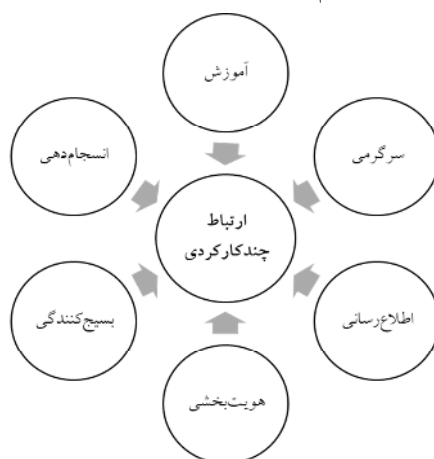 آموزش
سرگرمی
انسجام‌دهی
ارتباط
چندکارکردی
اطلاع‌رسانی
بسیج‌کنندگی
هویت‌بخشی